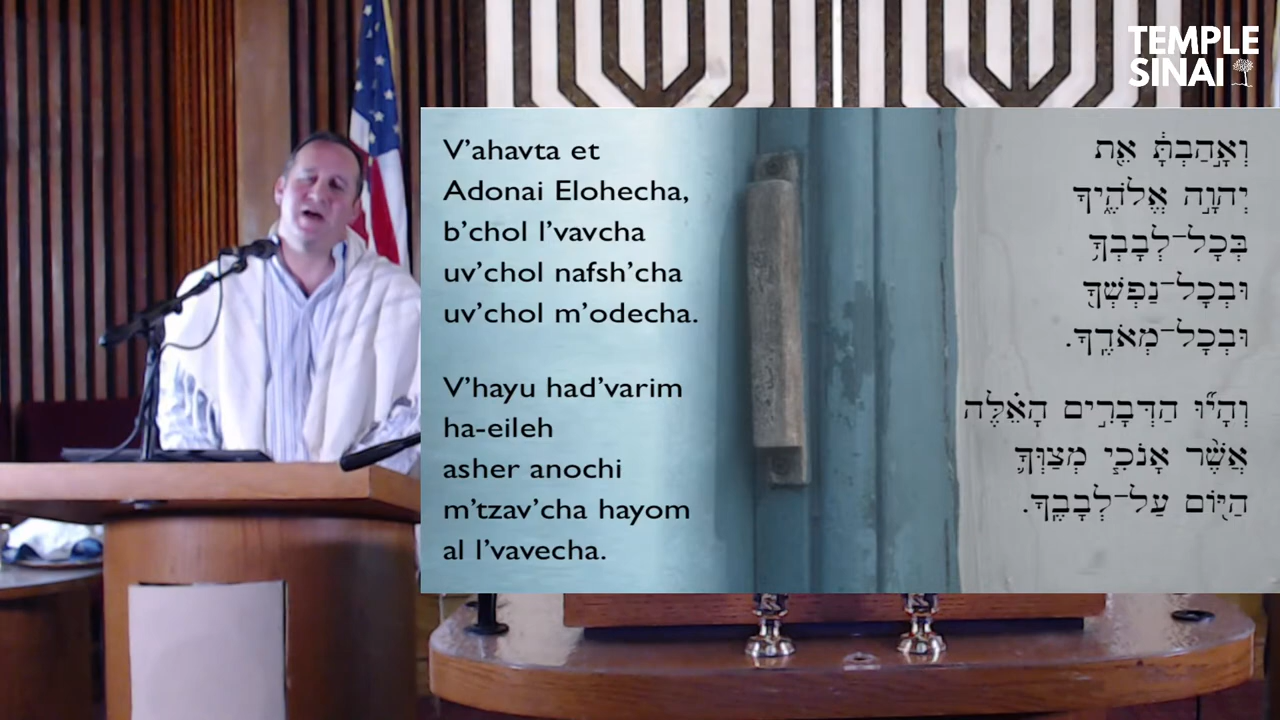 TEMPLE
SINAI
V'ahavta et
Adonai Elohecha,
b'chol l'vavcha
uv'chol nafsh'cha
uv'chol m'odecha.
V'hayu had'varim
ha-eileh
asher anochi
m'tzav'cha hayom
al l'vavecha.
וְאָ֣הַבְתָּ֔ אֵ֖ת
יְהוָ֣ה אֱלֹהֶ֑יךָ
בְּכׇל־לְבָבְךָ֥
וּבְכׇל־נַפְשְׁךָ֖
וּבְכׇל־מְאֹדֶֽךָ.
וְהָי֞וּ הַדְּבָרִ֣ים הָאֵ֗לֶּה
אֲשֶׁ֨ר אָנֹכִ֧י מְצַוְּךָ֛
הַיּ֖וֹם עַל־לְבָבֶֽךָ.